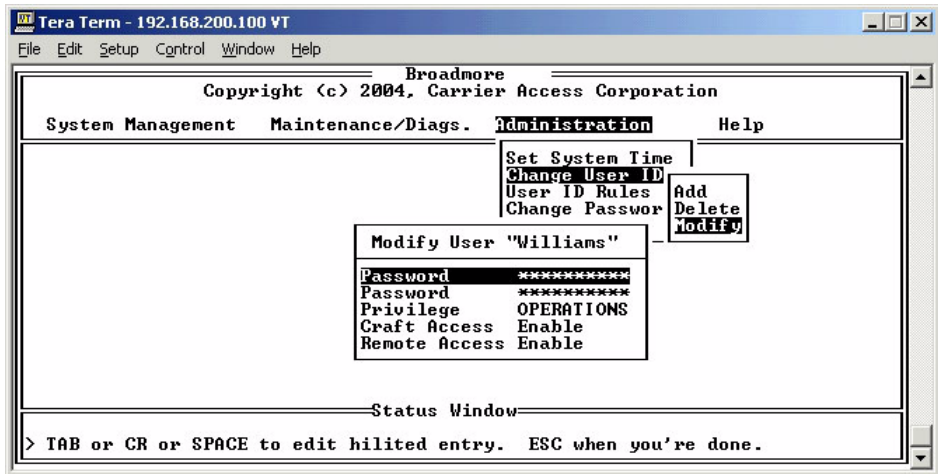 Tera Term - 192.168.200.100 VT
File Edit Setup Control Window Help
Broadmore
Copyright (c) 2004, Carrier Access Corporation
System Management Maintenance/Diags. Administration Help
Set System Time
Change User ID
User ID Rules
Change Passwor
Add
Delete
Modify
Modify User "Williams"
Password **********
Password **********
Privilege OPERATIONS
Craft Access Enable
Remote Access Enable
Status Window
> TAB or CR or SPACE to edit hilited entry. ESC when you're done.